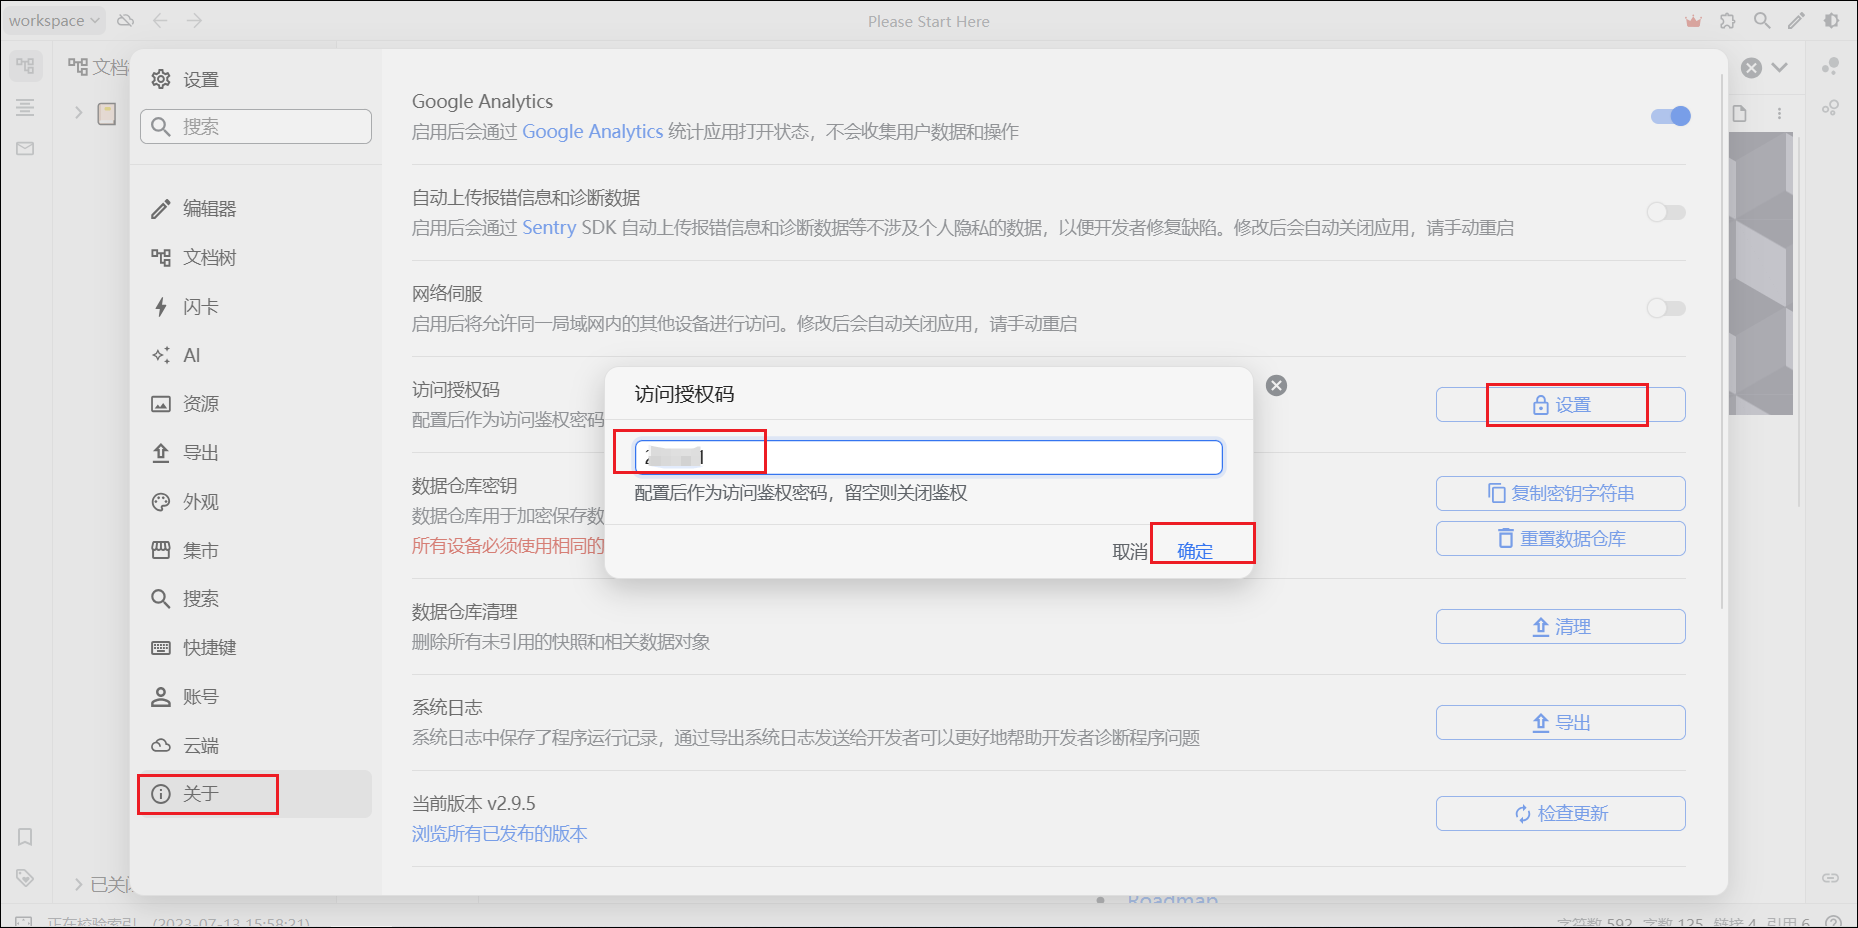 workspace
Please Start Here
文档
设置
搜索
编辑器
文档树
闪卡
AI
资源
导出
外观
集市
搜索
快捷键
账号
云端
关于
已关
Google Analytics
启用后会通过 Google Analytics 统计应用打开状态，不会收集用户数据和操作
自动上传报错信息和诊断数据
启用后会通过 Sentry SDK 自动上传报错信息和诊断数据等不涉及个人隐私的数据，以便开发者修复缺陷。修改后会自动关闭应用，请手动重启
网络伺服
启用后将允许同一局域网内的其他设备进行访问。修改后会自动关闭应用，请手动重启
访问授权码
配置后作为访问鉴权密码
设置
访问授权码
配置后作为访问鉴权密码，留空则关闭鉴权
取消
确定
数据仓库密钥
数据仓库用于加密保存数
所有设备必须使用相同的
复制密钥字符串
重置数据仓库
数据仓库清理
删除所有未引用的快照和相关数据对象
清理
系统日志
系统日志中保存了程序运行记录，通过导出系统日志发送给开发者可以更好地帮助开发者诊断程序问题
导出
当前版本 v2.9.5
浏览所有已发布的版本
检查更新
Roadmap
正在校验索引 (2023-07-13 15:58:21)
字符数 592 字数 125 链接 4 引用 6